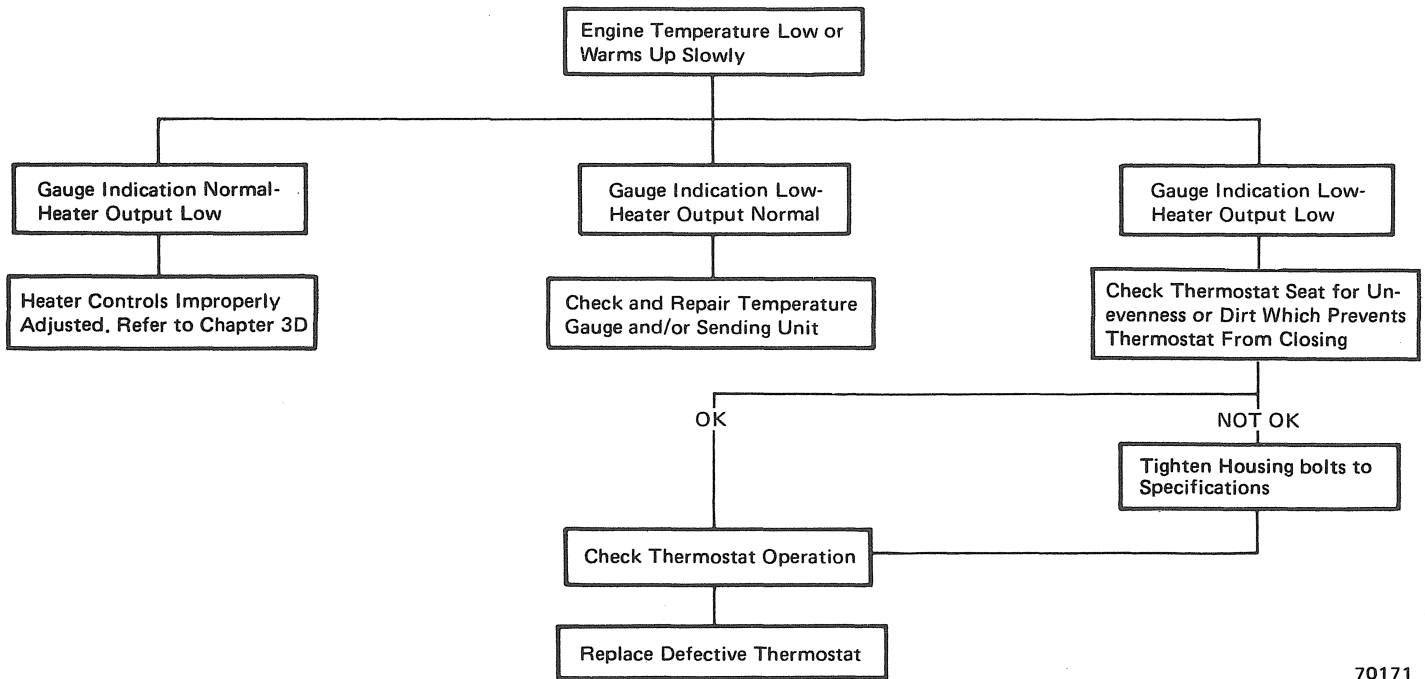 Engine Temperature Low or
Warms Up Slowly
Gauge Indication Normal-
Heater Output Low
Gauge Indication Low-
Heater Output Normal
Gauge Indication Low-
Heater Output Low
Heater Controls Improperly
Adjusted. Refer to Chapter 3D
Check and Repair Temperature
Gauge and/or Sending Unit
Check Thermostat Seat for Un-
evenness or Dirt Which Prevents
Thermostat From Closing
OK
NOT OK
Tighten Housing bolts to
Specifications
Check Thermostat Operation
Replace Defective Thermostat
70171